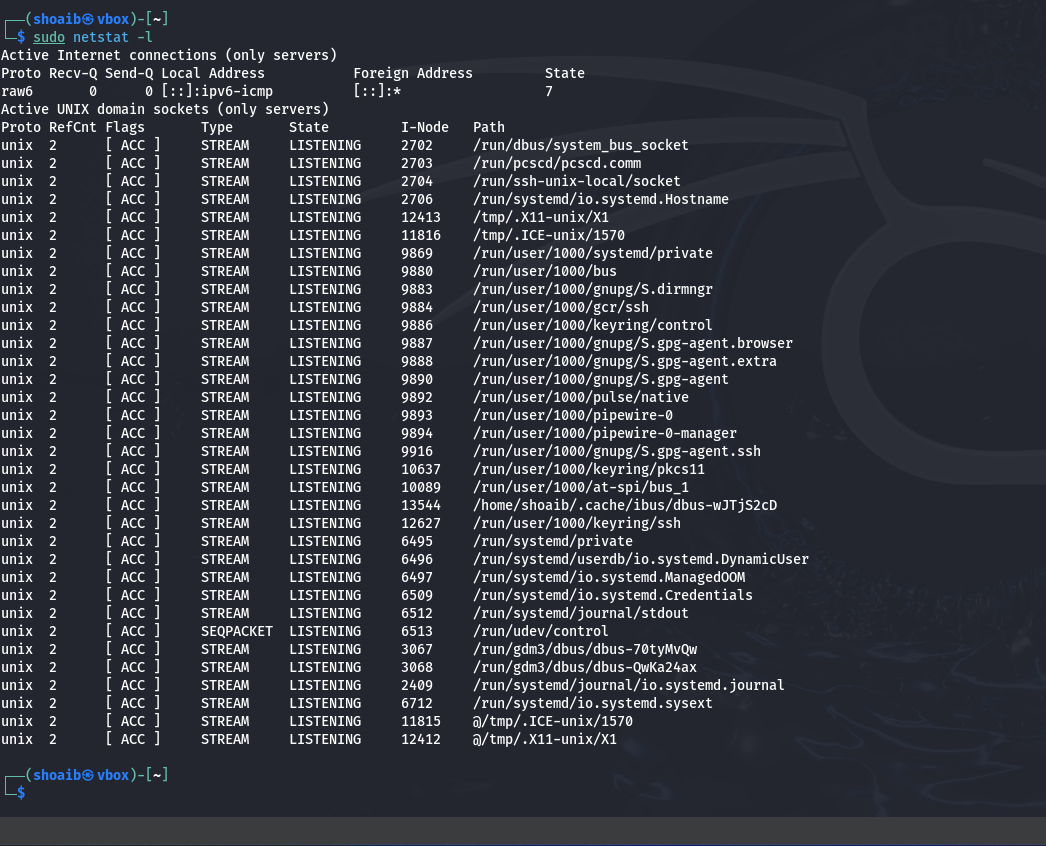 ┌──(shoaib㉿vbox)-[~]
└─$ sudo netstat -l
Active Internet connections (only servers)
Proto Recv-Q Send-Q Local Address           Foreign Address         State
raw6       0      0 [::]:ipv6-icmp          [::]:*                  7
Active UNIX domain sockets (only servers)
Proto RefCnt Flags       Type       State         I-Node   Path
unix  2      [ ACC ]     STREAM     LISTENING     2702     /run/dbus/system_bus_socket
unix  2      [ ACC ]     STREAM     LISTENING     2703     /run/pcscd/pcscd.comm
unix  2      [ ACC ]     STREAM     LISTENING     2704     /run/ssh-unix-local/socket
unix  2      [ ACC ]     STREAM     LISTENING     2706     /run/systemd/io.systemd.Hostname
unix  2      [ ACC ]     STREAM     LISTENING     12413    /tmp/.X11-unix/X1
unix  2      [ ACC ]     STREAM     LISTENING     11816    /tmp/.ICE-unix/1570
unix  2      [ ACC ]     STREAM     LISTENING     9869     /run/user/1000/systemd/private
unix  2      [ ACC ]     STREAM     LISTENING     9880     /run/user/1000/bus
unix  2      [ ACC ]     STREAM     LISTENING     9883     /run/user/1000/gnupg/S.dirmngr
unix  2      [ ACC ]     STREAM     LISTENING     9884     /run/user/1000/gcr/ssh
unix  2      [ ACC ]     STREAM     LISTENING     9886     /run/user/1000/keyring/control
unix  2      [ ACC ]     STREAM     LISTENING     9887     /run/user/1000/gnupg/S.gpg-agent.browser
unix  2      [ ACC ]     STREAM     LISTENING     9888     /run/user/1000/gnupg/S.gpg-agent.extra
unix  2      [ ACC ]     STREAM     LISTENING     9890     /run/user/1000/gnupg/S.gpg-agent
unix  2      [ ACC ]     STREAM     LISTENING     9892     /run/user/1000/pulse/native
unix  2      [ ACC ]     STREAM     LISTENING     9893     /run/user/1000/pipewire-0
unix  2      [ ACC ]     STREAM     LISTENING     9894     /run/user/1000/pipewire-0-manager
unix  2      [ ACC ]     STREAM     LISTENING     9916     /run/user/1000/gnupg/S.gpg-agent.ssh
unix  2      [ ACC ]     STREAM     LISTENING     10637    /run/user/1000/keyring/pkcs11
unix  2      [ ACC ]     STREAM     LISTENING     10089    /run/user/1000/at-spi/bus_1
unix  2      [ ACC ]     STREAM     LISTENING     13544    /home/shoaib/.cache/ibus/dbus-wJTjS2cD
unix  2      [ ACC ]     STREAM     LISTENING     12627    /run/user/1000/keyring/ssh
unix  2      [ ACC ]     STREAM     LISTENING     6495     /run/systemd/private
unix  2      [ ACC ]     STREAM     LISTENING     6496     /run/systemd/userdb/io.systemd.DynamicUser
unix  2      [ ACC ]     STREAM     LISTENING     6497     /run/systemd/io.systemd.ManagedOOM
unix  2      [ ACC ]     STREAM     LISTENING     6509     /run/systemd/io.systemd.Credentials
unix  2      [ ACC ]     STREAM     LISTENING     6512     /run/systemd/journal/stdout
unix  2      [ ACC ]     SEQPACKET  LISTENING     6513     /run/udev/control
unix  2      [ ACC ]     STREAM     LISTENING     3067     /run/gdm3/dbus/dbus-70tyMvQw
unix  2      [ ACC ]     STREAM     LISTENING     3068     /run/gdm3/dbus/dbus-QwKa24ax
unix  2      [ ACC ]     STREAM     LISTENING     2409     /run/systemd/journal/io.systemd.journal
unix  2      [ ACC ]     STREAM     LISTENING     6712     /run/systemd/io.systemd.sysext
unix  2      [ ACC ]     STREAM     LISTENING     11815    @/tmp/.ICE-unix/1570
unix  2      [ ACC ]     STREAM     LISTENING     12412    @/tmp/.X11-unix/X1
┌──(shoaib㉿vbox)-[~]
└─$